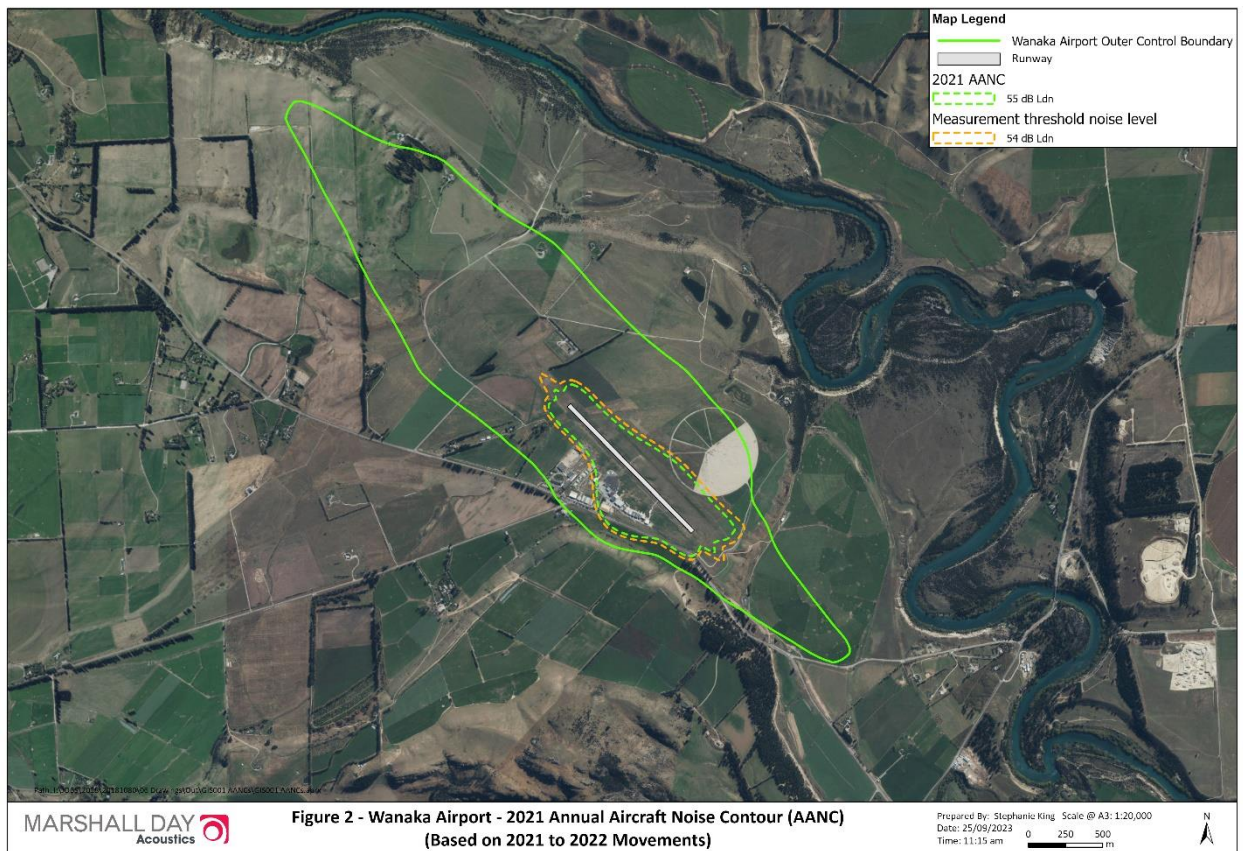 Map Legend
Wanaka Airport Outer Control Boundary
Runway
2021 AANC
55 dB Ldn
Measurement threshold noise level
54 dB Ldn
MARSHALL DAY
Acoustics
Figure 2 - Wanaka Airport - 2021 Annual Aircraft Noise Contour (AANC)
(Based on 2021 to 2022 Movements)
Prepared By: Stephanie King Scale @ A3: 1:20,000
Date: 25/09/2023
Time: 11:15 am
0 250 500
m
N